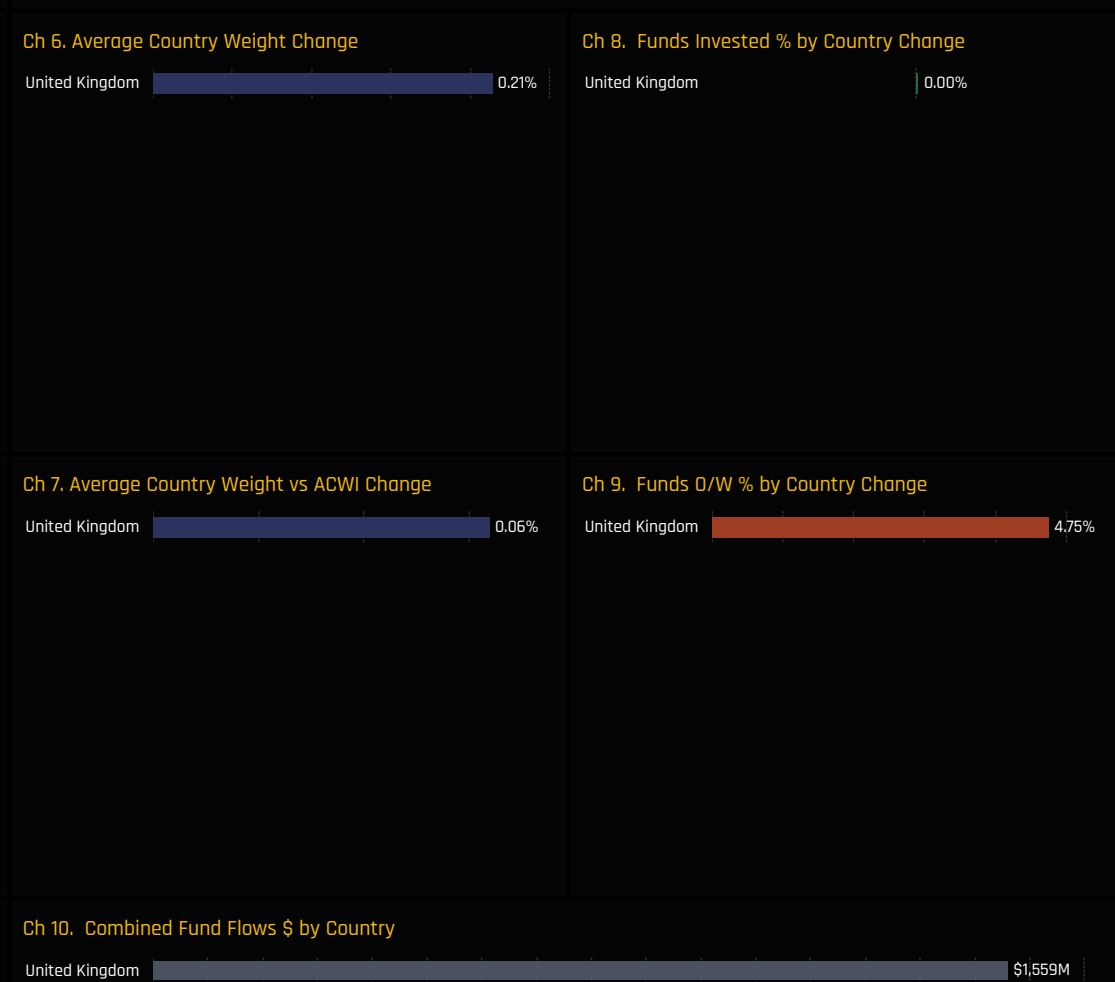 Ch 6. Average Country Weight Change
United Kingdom 0.21%
Ch 8. Funds Invested % by Country Change
United Kingdom 0.00%
Ch 7. Average Country Weight vs ACWI Change
United Kingdom 0.06%
Ch 9. Funds O/W % by Country Change
United Kingdom 4.75%
Ch 10. Combined Fund Flows $ by Country
United Kingdom $1,559M